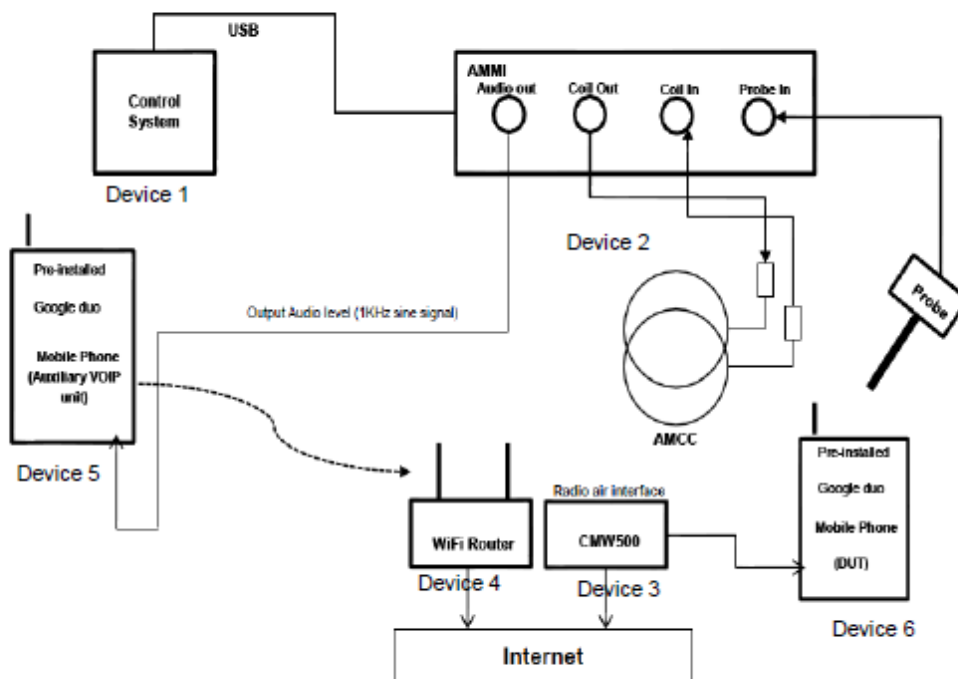 USB
AMMI
Audio out
Coil Out
Coil In
Probe In
Control
System
Device 1
Device 2
Pre-installed
Google duo
Mobile Phone
(Auxiliary VOIP
unit)
Device 5
Output Audio level (1KHz sine signal)
Probe
AMCC
Radio air interface
WiFi Router
CMW500
Device 4
Device 3
Pre-installed
Google duo
Mobile Phone
(DUT)
Device 6
Internet